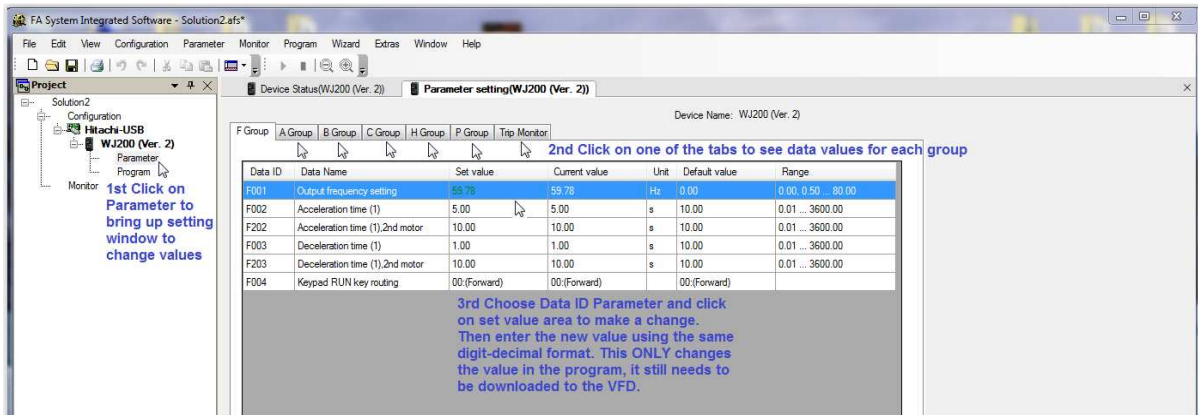 FA System Integrated Software - Solution2.afs*
File Edit View Configuration Parameter Monitor Program Wizard Extras Window Help
Project
Device Status(WJ200 (Ver. 2)) Parameter setting(WJ200 (Ver. 2))
Solution2
Configuration
Hitachi-USB
WJ200 (Ver. 2)
Parameter
Program
Monitor
1st Click on
Parameter to
bring up setting
window to
change values
Device Name: WJ200 (Ver. 2)
F Group A Group B Group C Group H Group P Group Trip Monitor
2nd Click on one of the tabs to see data values for each group
Data ID Data Name Set value Current value Unit Default value Range
F001 Output frequency setting 59.78 59.78 Hz 0.00 0.00, 0.50 ... 80.00
F002 Acceleration time (1) 5.00 5.00 s 10.00 0.01 ... 3600.00
F202 Acceleration time (1),2nd motor 10.00 10.00 s 10.00 0.01 ... 3600.00
F003 Deceleration time (1) 1.00 1.00 s 10.00 0.01 ... 3600.00
F203 Deceleration time (1),2nd motor 10.00 10.00 s 10.00 0.01 ... 3600.00
F004 Keypad RUN key routing 00:(Forward) 00:(Forward) 00:(Forward)
3rd Choose Data ID Parameter and click
on set value area to make a change.
Then enter the new value using the same
digit-decimal format. This ONLY changes
the value in the program, it still needs to
be downloaded to the VFD.